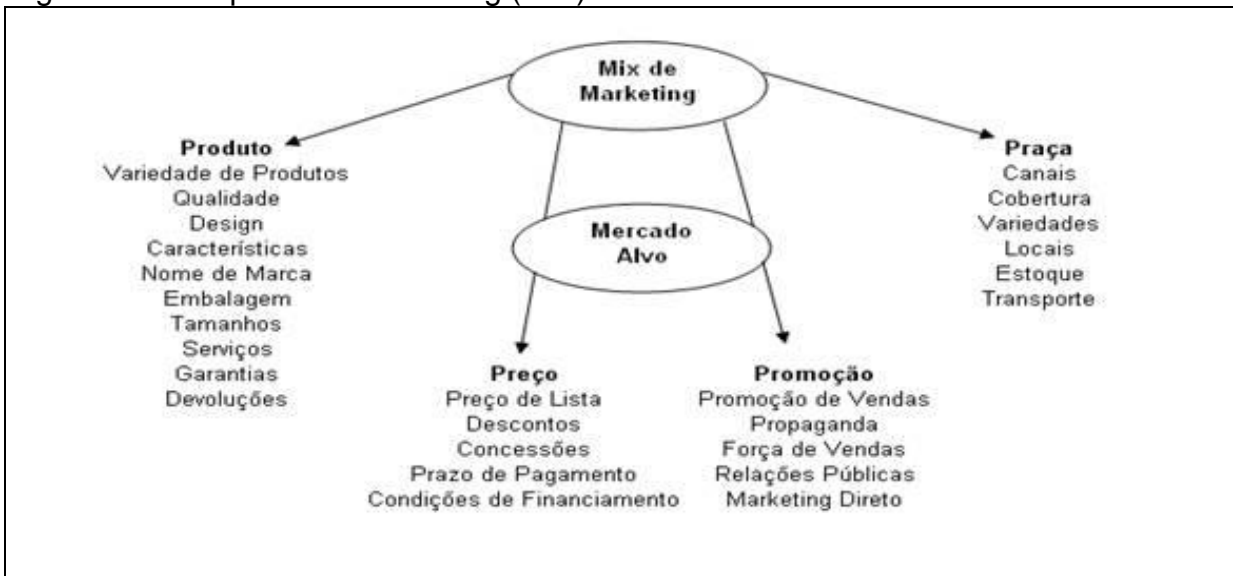 Mix de
Marketing
Produto
Variedade de Produtos
Qualidade
Design
Características
Nome de Marca
Embalagem
Tamanhos
Serviços
Garantias
Devoluções
Mercado
Alvo
Praça
Canais
Cobertura
Variedades
Locais
Estoque
Transporte
Preço
Preço de Lista
Descontos
Concessões
Prazo de Pagamento
Condições de Financiamento
Promoção
Promoção de Vendas
Propaganda
Força de Vendas
Relações Públicas
Marketing Direto